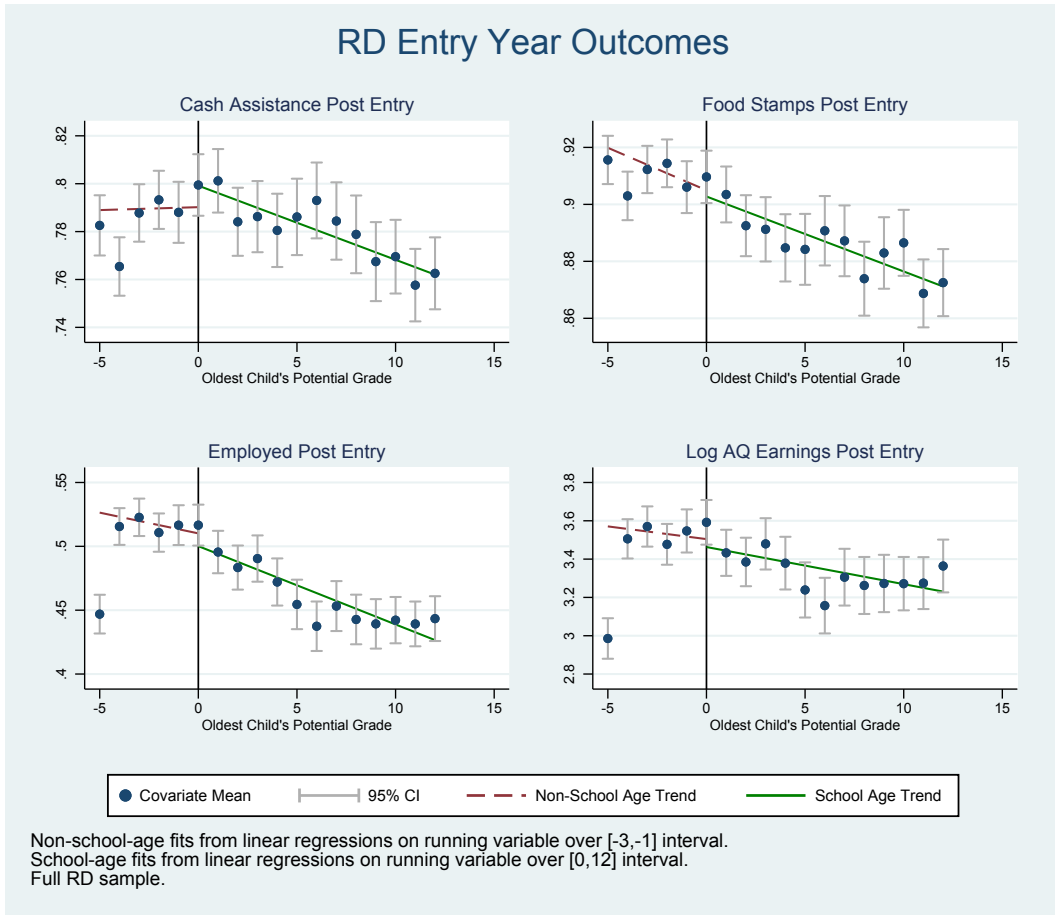 RD Entry Year Outcomes
Cash Assistance Post Entry
.82
.8
.78
.76
.74
-5 0 5 10 15
Oldest Child's Potential Grade
Food Stamps Post Entry
.92
.9
.88
.86
-5 0 5 10 15
Oldest Child's Potential Grade
Employed Post Entry
.55
.5
.45
.4
-5 0 5 10 15
Oldest Child's Potential Grade
Log AQ Earnings Post Entry
3.8
3.6
3.4
3.2
3
2.8
-5 0 5 10 15
Oldest Child's Potential Grade
Covariate Mean 95% CI Non-School Age Trend School Age Trend
Non-school-age fits from linear regressions on running variable over [-3,-1] interval.
School-age fits from linear regressions on running variable over [0,12] interval.
Full RD sample.